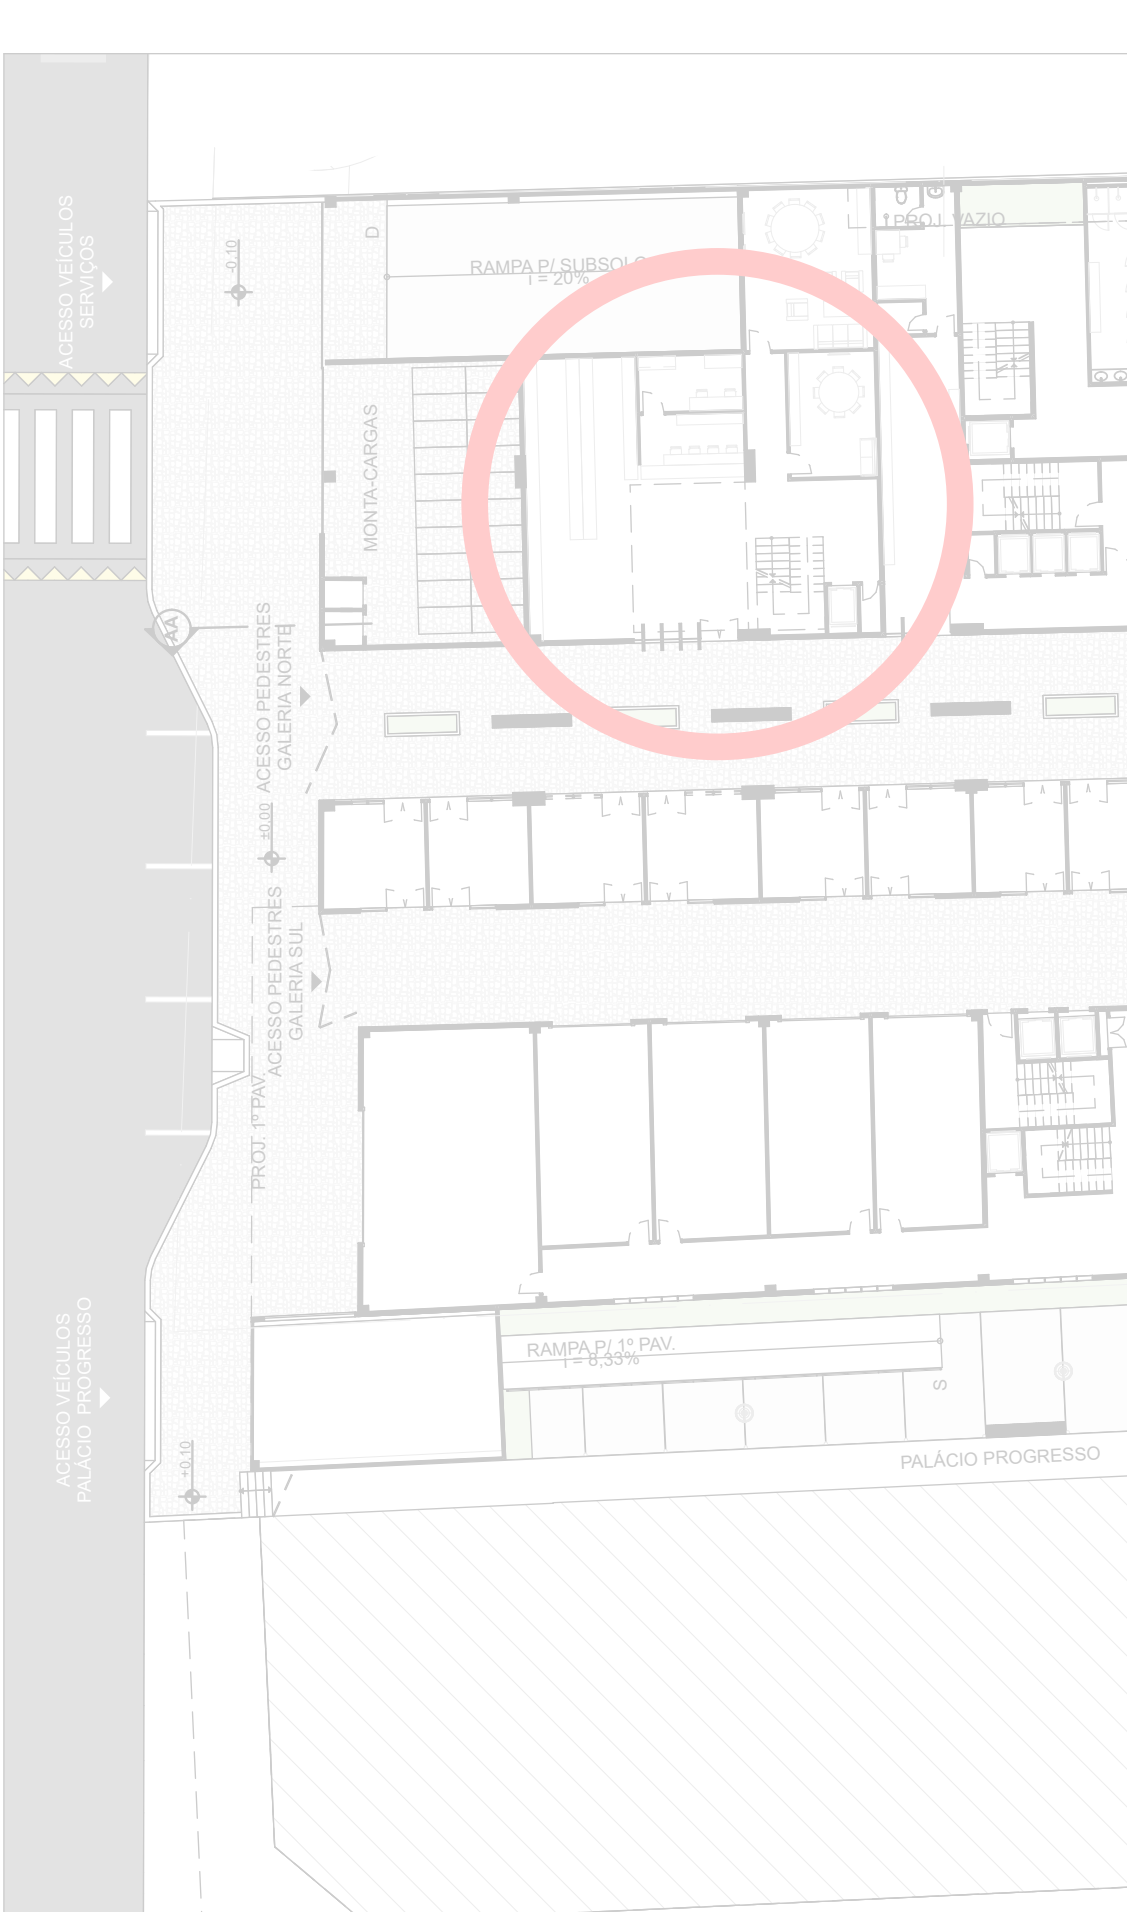 ACESSO VEÍCULOS
SERVIÇOS
-0,10
D
RAMPA P/ SUBSOLO
i = 20%
PROJ. VAZIO
MONTA-CARGAS
AA
ACESSO PEDESTRES
GALERIA NORTE
±0,00
ACESSO PEDESTRES
GALERIA SUL
PROJ. 1º PAV.
ACESSO VEÍCULOS
PALÁCIO PROGRESSO
+0,10
RAMPA P/ 1º PAV.
i = 8,33%
S
PALÁCIO PROGRESSO